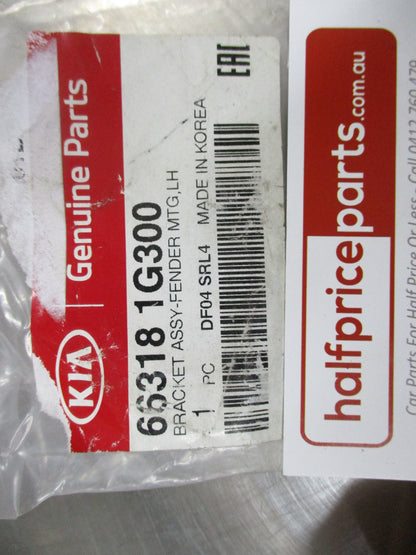 KIA
Genuine Parts
66318 1G300
BRACKET ASSY-FENDER MTG,LH
1 PC DF04 SRL4 MADE IN KOREA
EAC
halfpriceparts.com.au
Car Parts For Half Price Or Less